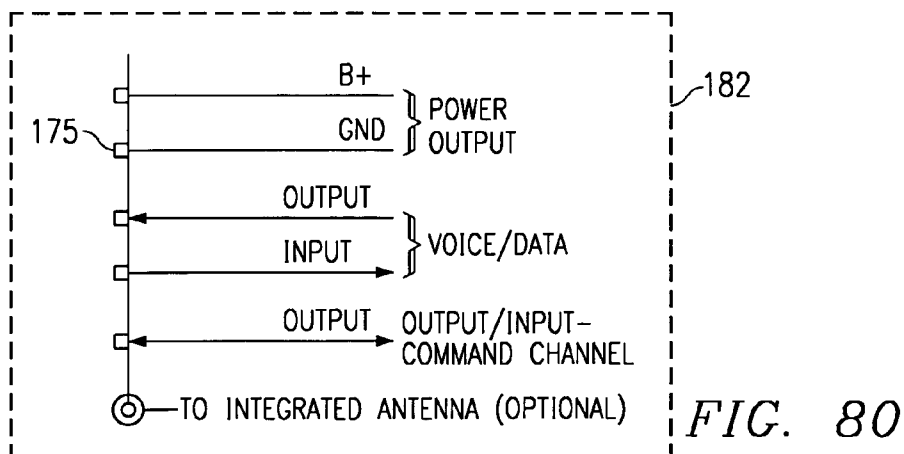 B+
182
POWER
175
GND
OUTPUT
OUTPUT
VOICE/DATA
INPUT
OUTPUT
OUTPUT/INPUT-
COMMAND CHANNEL
TO INTEGRATED ANTENNA (OPTIONAL)
FIG. 80